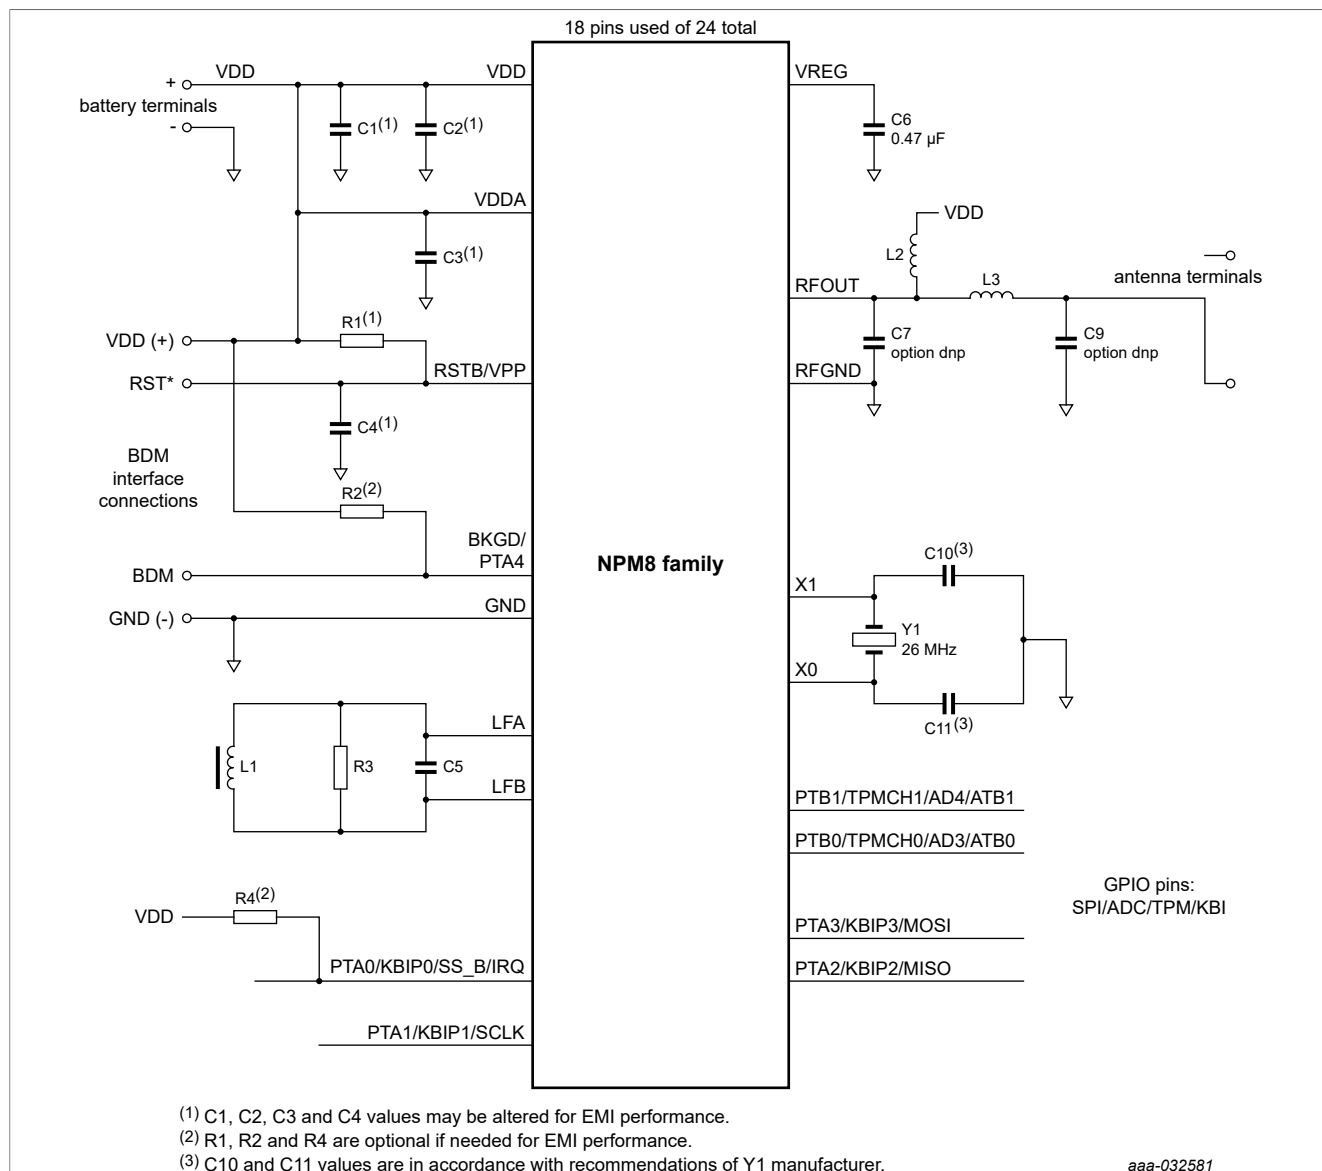 18 pins used of 24 total
VDD
VDD
VREG
+
battery terminals
-
C1(1)
C2(1)
C6
0.47 µF
VDDA
C3(1)
VDD
L2
L3
antenna terminals
RFOUT
R1(1)
VDD (+)
C7
option dnp
C9
option dnp
RST*
RSTB/VPP
RFGND
C4(1)
BDM
interface
connections
R2(2)
BKGD/
PTA4
NPM8 family
BDM
C10(3)
X1
GND
GND (-)
Y1
26 MHz
X0
C11(3)
LFA
L1
R3
C5
LFB
PTB1/TPMCH1/AD4/ATB1
PTB0/TPMCH0/AD3/ATB0
R4(2)
VDD
GPIO pins:
SPI/ADC/TPM/KBI
PTA3/KBIP3/MOSI
PTA0/KBIP0/SS_B/IRQ
PTA2/KBIP2/MISO
PTA1/KBIP1/SCLK
(1) C1, C2, C3 and C4 values may be altered for EMI performance.
(2) R1, R2 and R4 are optional if needed for EMI performance.
(3) C10 and C11 values are in accordance with recommendations of Y1 manufacturer.
aaa-032581